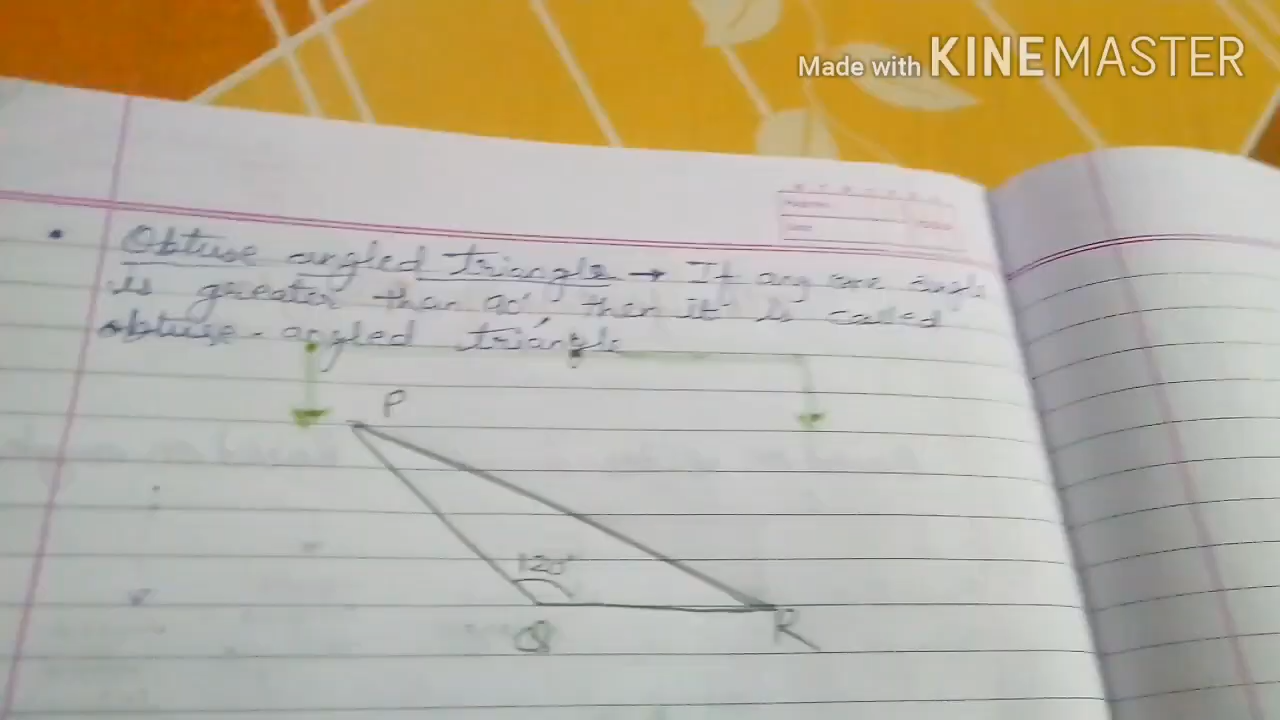 Made with KINEMASTER
Obtuse angled triangle → If any one angle
is greater than 90° then it is called
obtuse-angled triangle
P
120°
Q
R